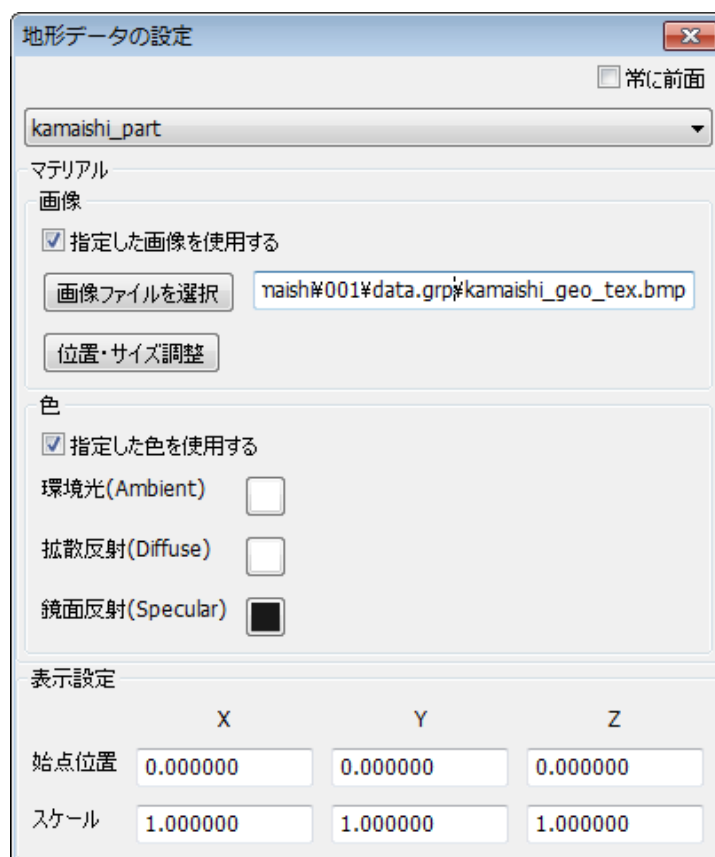 地形データの設定
常に前面
kamaishi_part
マテリアル
画像
指定した画像を使用する
画像ファイルを選択 maishi¥001¥data.grp¥kamaishi_geo_tex.bmp
位置・サイズ調整
色
指定した色を使用する
環境光(Ambient)
拡散反射(Diffuse)
鏡面反射(Specular)
表示設定
X Y Z
始点位置 0.000000 0.000000 0.000000
スケール 1.000000 1.000000 1.000000